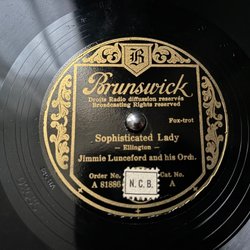 B
Brunswick
Droits Radio diffusion reservés
Broadcasting Rights reserved
Fox-trot
Sophisticated Lady
- Ellington -
Jimmie Lunceford and his Orch.
Order No. Cat. No.
A 81886 A
N.C.B.